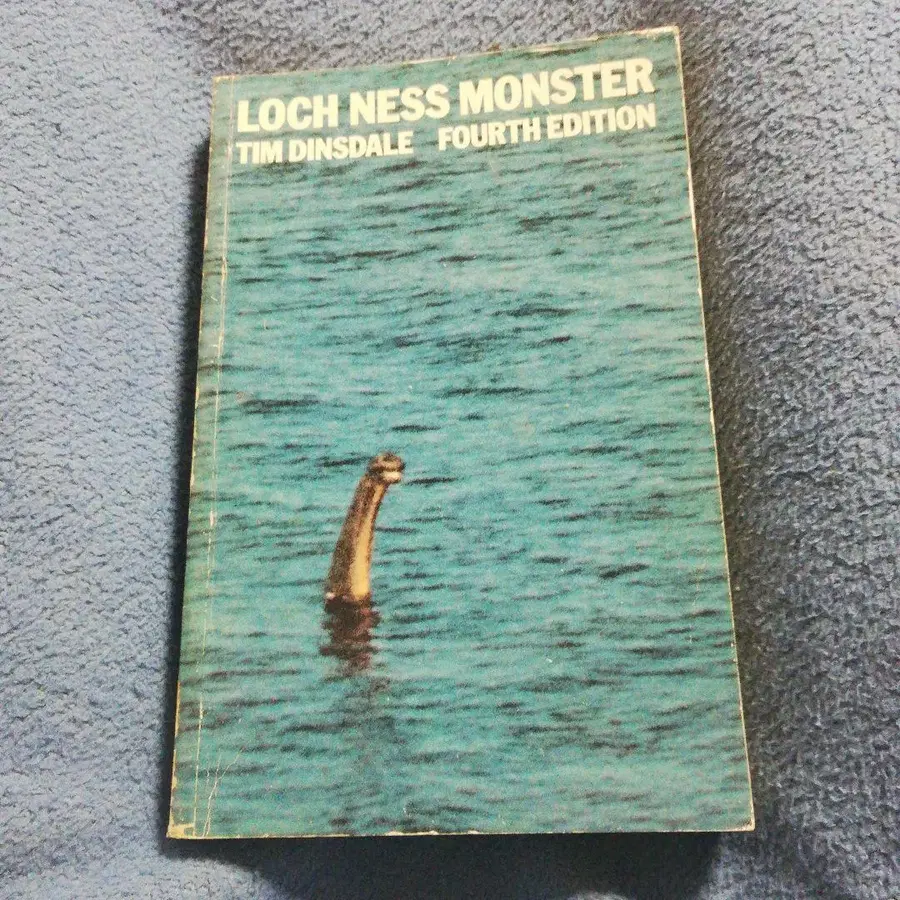 LOCH NESS MONSTER
TIM DINSDALE FOURTH EDITION